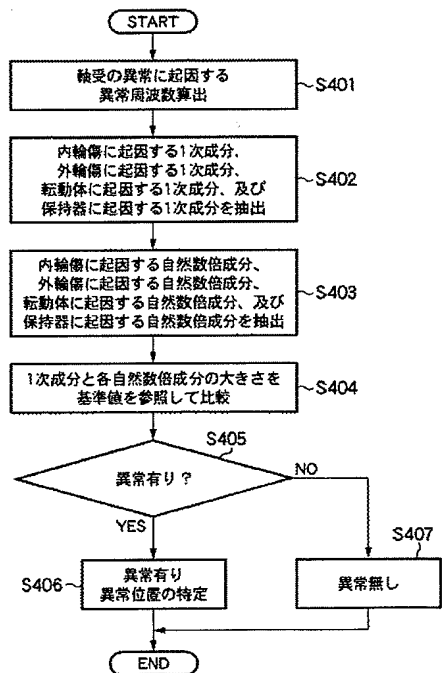 START
軸受の異常に起因する
異常周波数算出
S401
内輪傷に起因する1次成分、
外輪傷に起因する1次成分、
転動体に起因する1次成分、及び
保持器に起因する1次成分を抽出
S402
内輪傷に起因する自然数倍成分、
外輪傷に起因する自然数倍成分、
転動体に起因する自然数倍成分、及び
保持器に起因する自然数倍成分を抽出
S403
1次成分と各自然数倍成分の大きさを
基準値を参照して比較
S404
S405
異常有り?
NO
YES
S407
S406
異常有り
異常位置の特定
異常無し
END